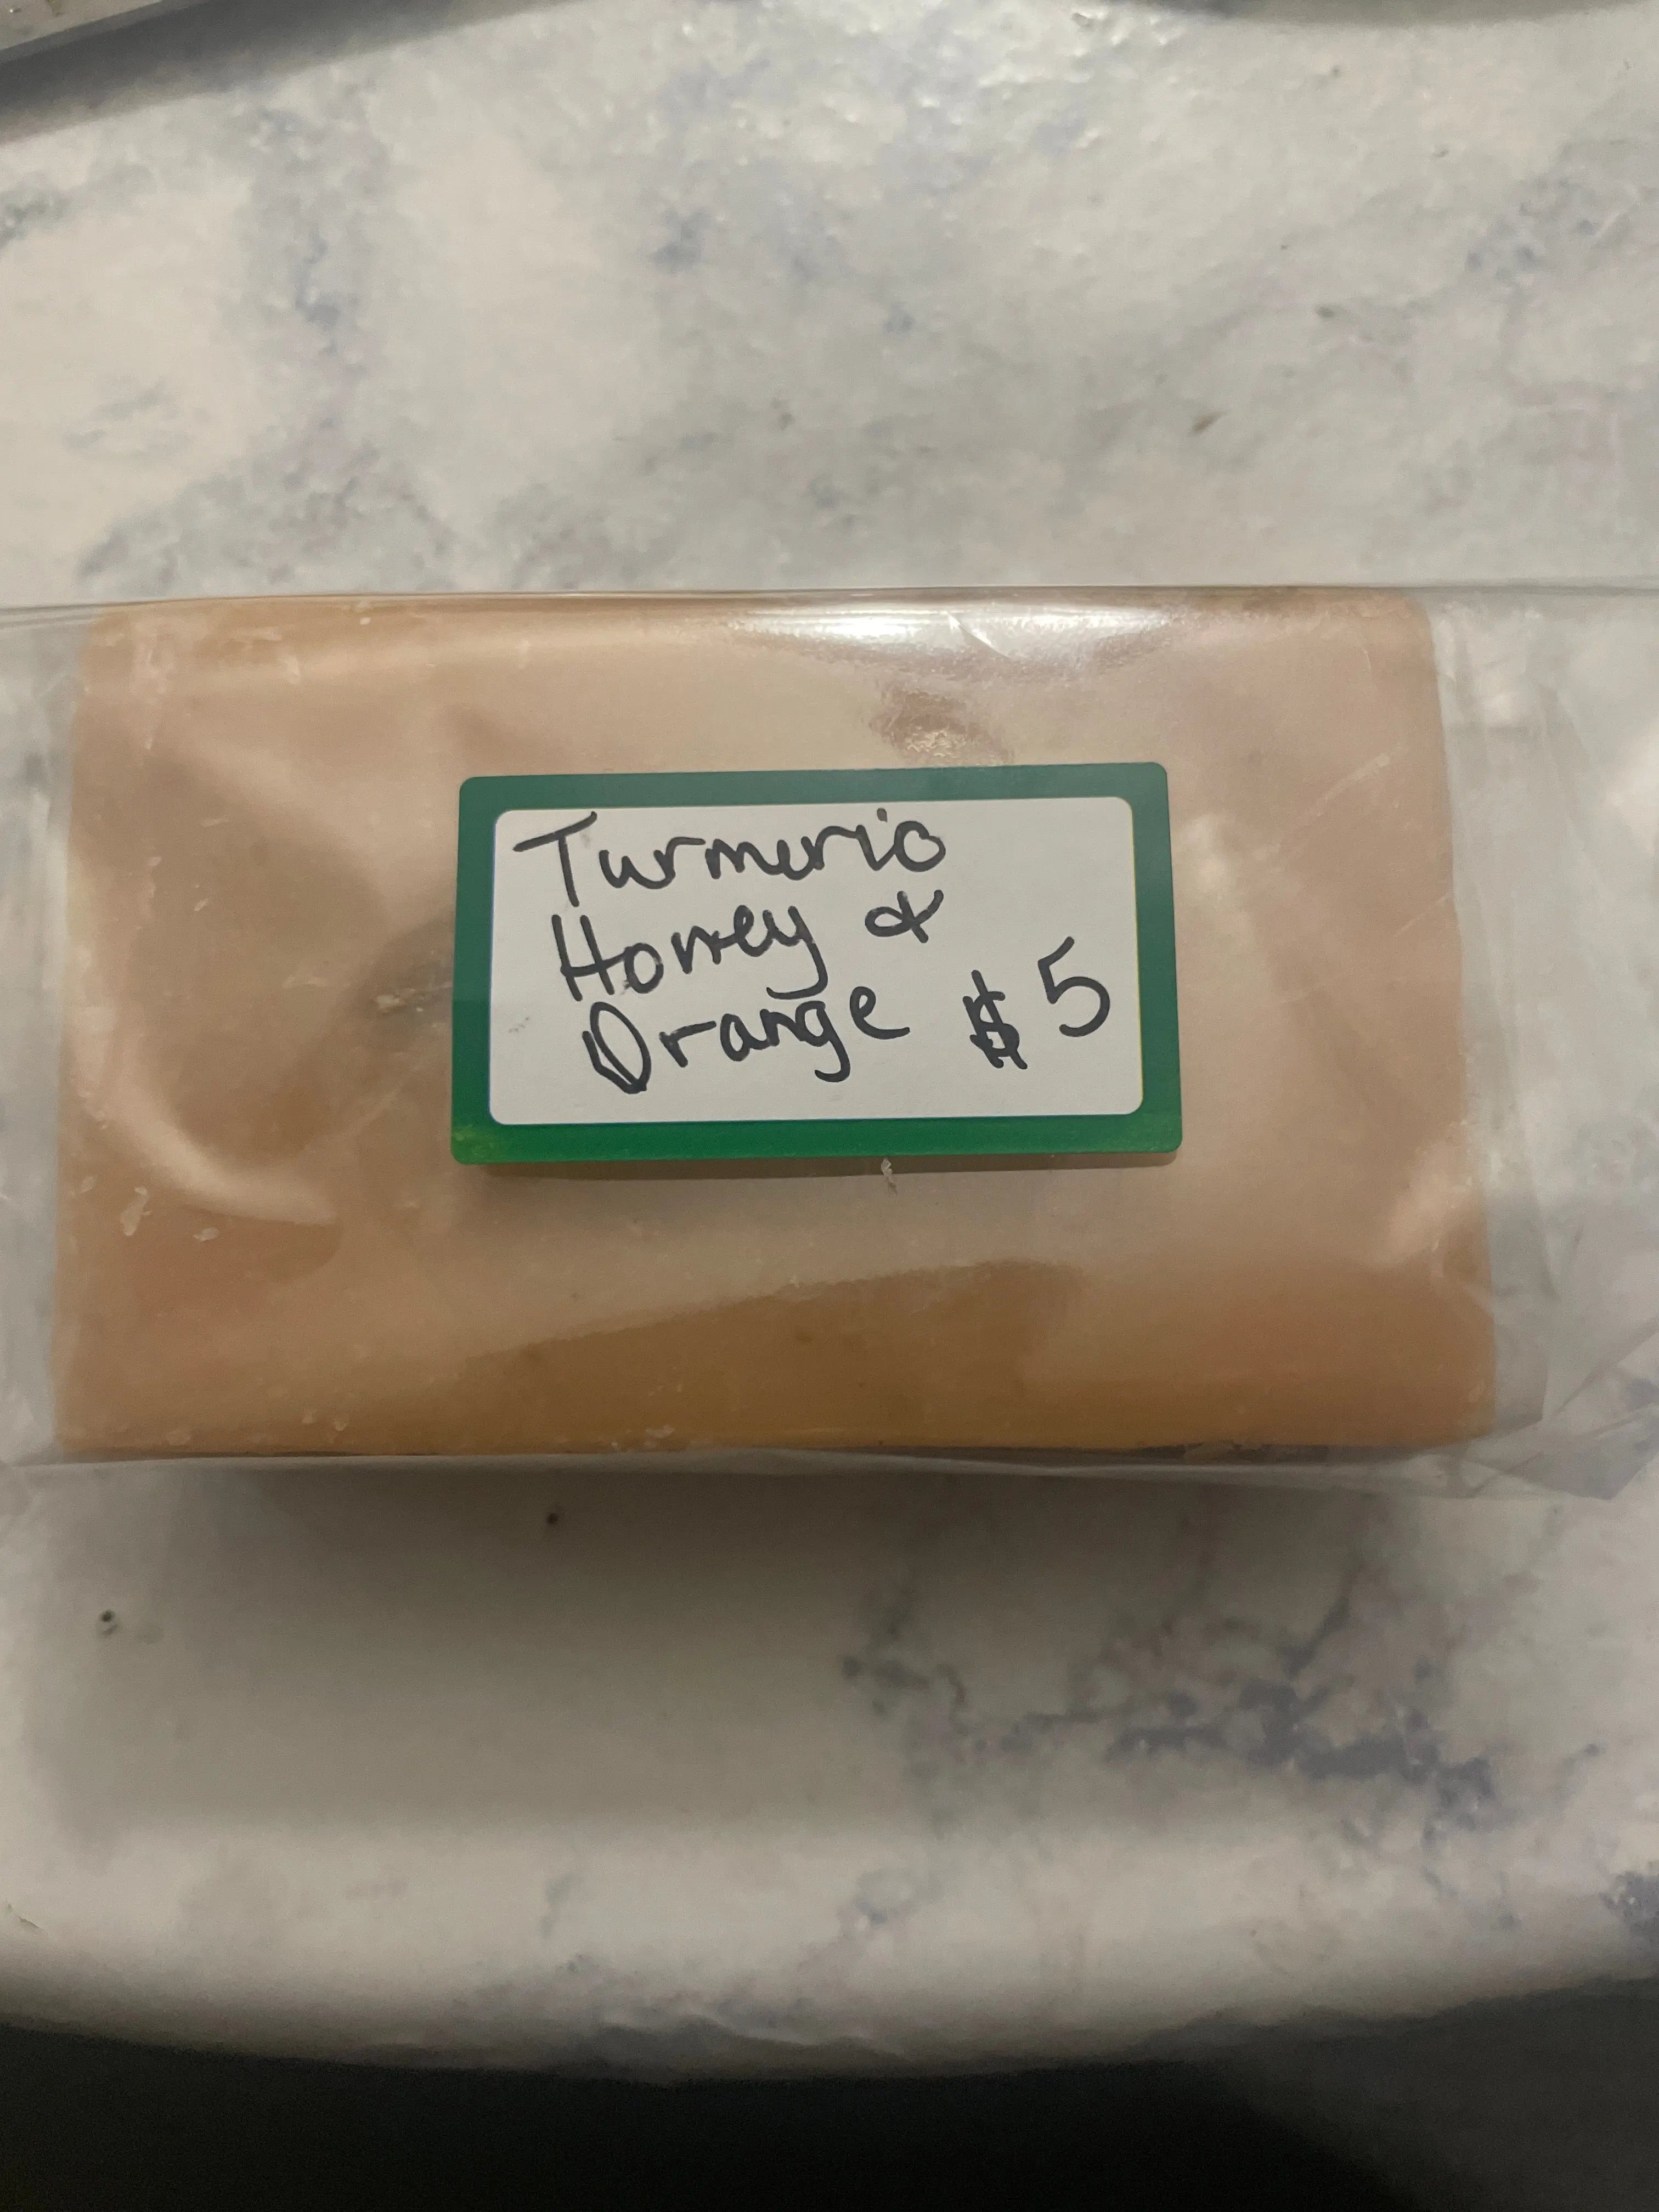 Turmeric
Honey &
Orange $5